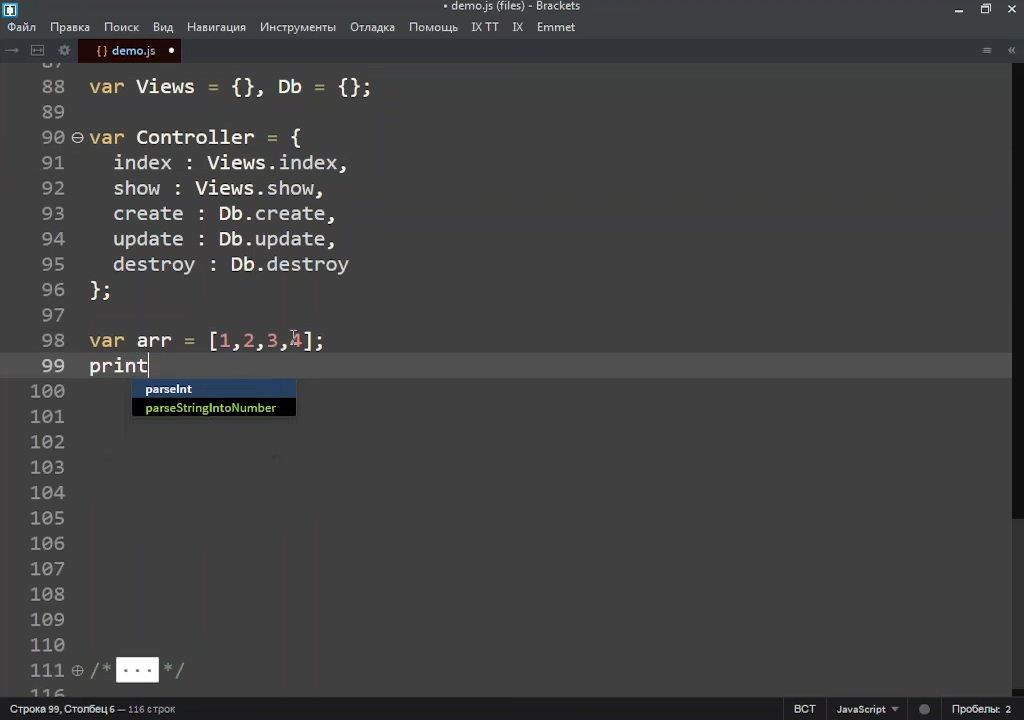 • demo.js (files) - Brackets
Файл Правка Поиск Вид Навигация Инструменты Отладка Помощь IX TT IX Emmet
{} demo.js •
87
88 var Views = {}, Db = {};
89
90 var Controller = {
91 index : Views.index,
92 show : Views.show,
93 create : Db.create,
94 update : Db.update,
95 destroy : Db.destroy
96 };
97
98 var arr = [1,2,3,4];
99 print
parseInt
100
parseStringIntoNumber
101
102
103
104
105
106
107
108
109
110
111 /*...*/
116
Строка 99, Столбец 6 — 116 строк ВСТ JavaScript Пробелы: 2